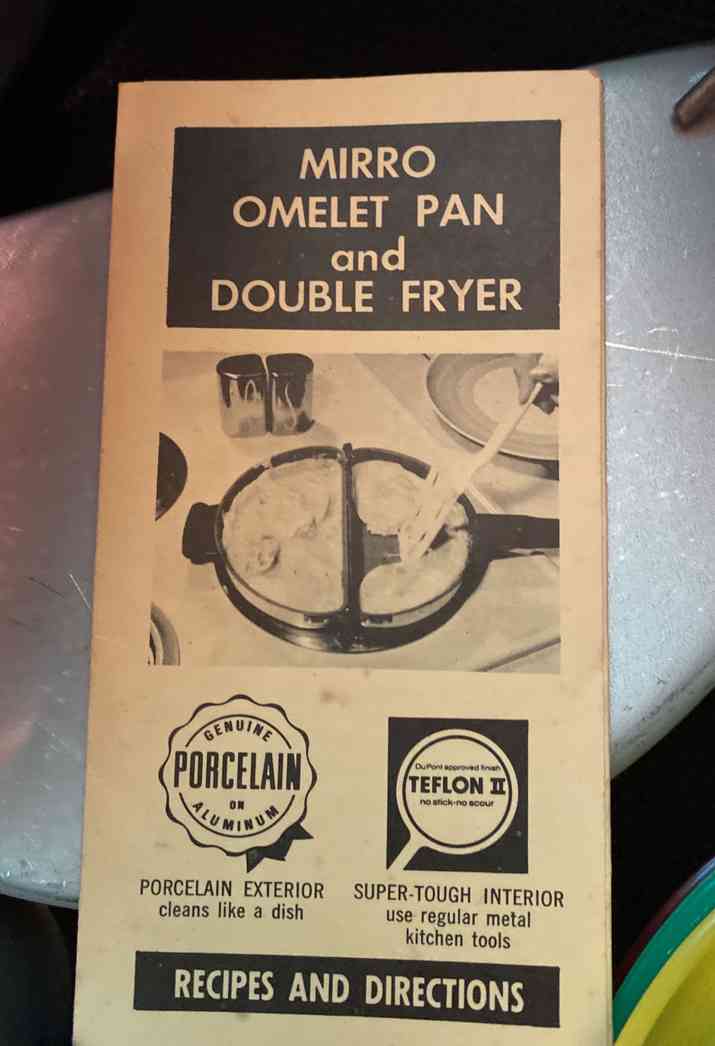 MIRRO
OMELET PAN
and
DOUBLE FRYER
GENUINE
PORCELAIN
ON
ALUMINUM
PORCELAIN EXTERIOR
cleans like a dish
DuPont approved finish
TEFLON II
no stick-no scour
SUPER-TOUGH INTERIOR
use regular metal
kitchen tools
RECIPES AND DIRECTIONS